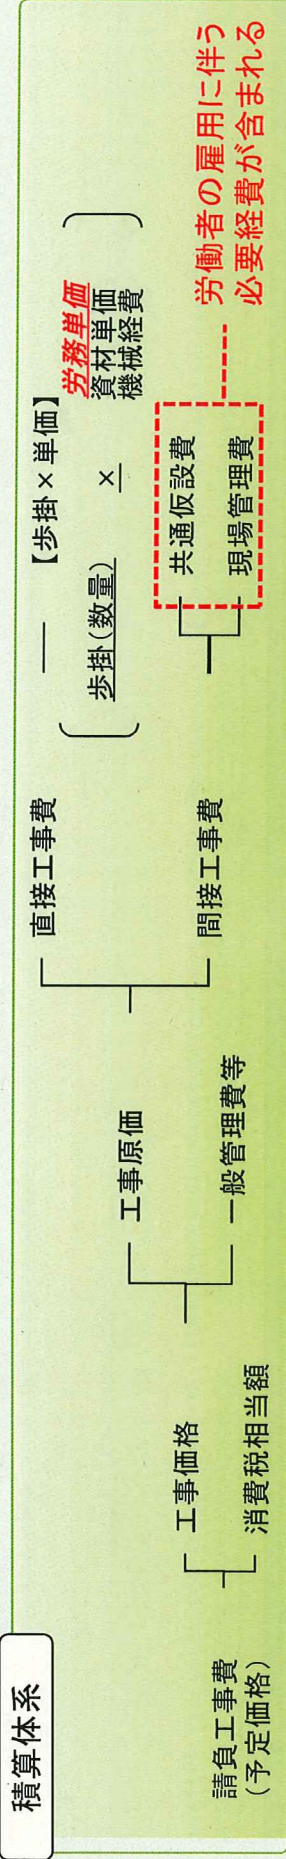 積算体系
請負工事費
(予定価格)
工事価格
消費税相当額
工事原価
一般管理費等
直接工事費
間接工事費
【歩掛×単価】
歩掛(数量)
×
労務単価
資材単価
機械経費
共通仮設費
現場管理費
労働者の雇用に伴う
必要経費が含まれる